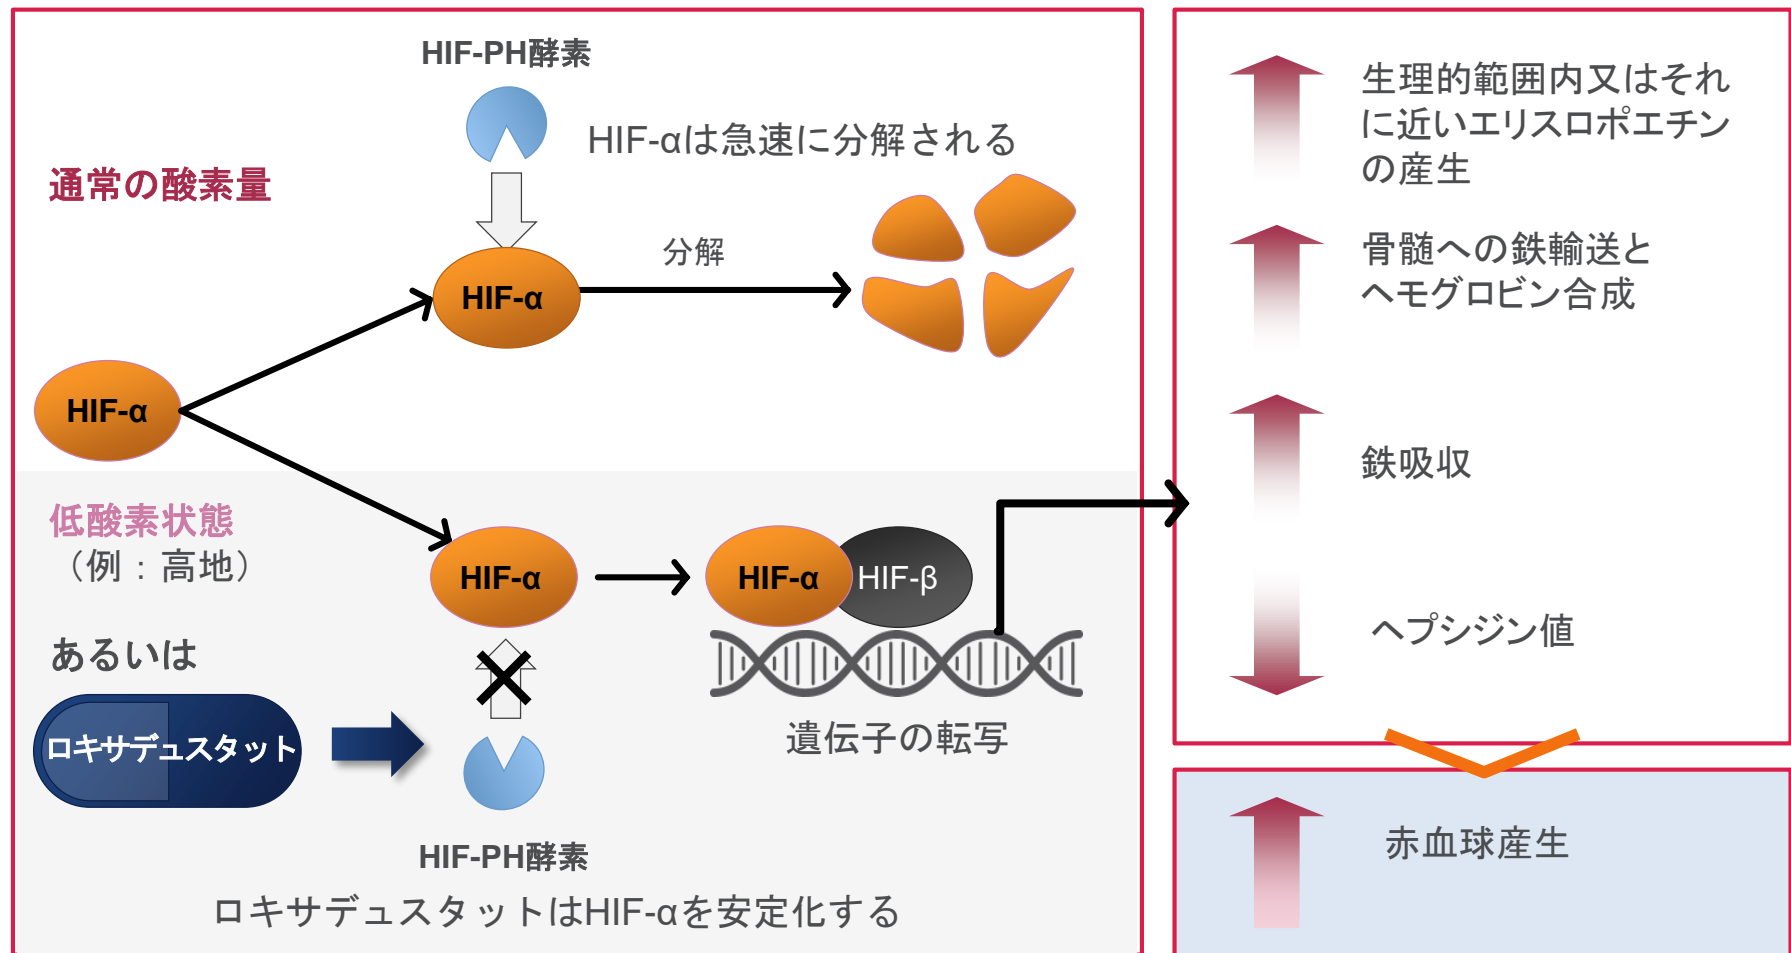 HIF-PH酵素
HIF-αは急速に分解される
通常の酸素量
分解
HIF-α
HIF-α
低酸素状態
（例：高地）
HIF-α
HIF-α
HIF-β
あるいは
ロキサデュスタット
遺伝子の転写
HIF-PH酵素
ロキサデュスタットはHIF-αを安定化する
生理的範囲内又はそれ
に近いエリスロポエチン
の産生
骨髄への鉄輸送と
ヘモグロビン合成
鉄吸収
ヘプシジン値
赤血球産生